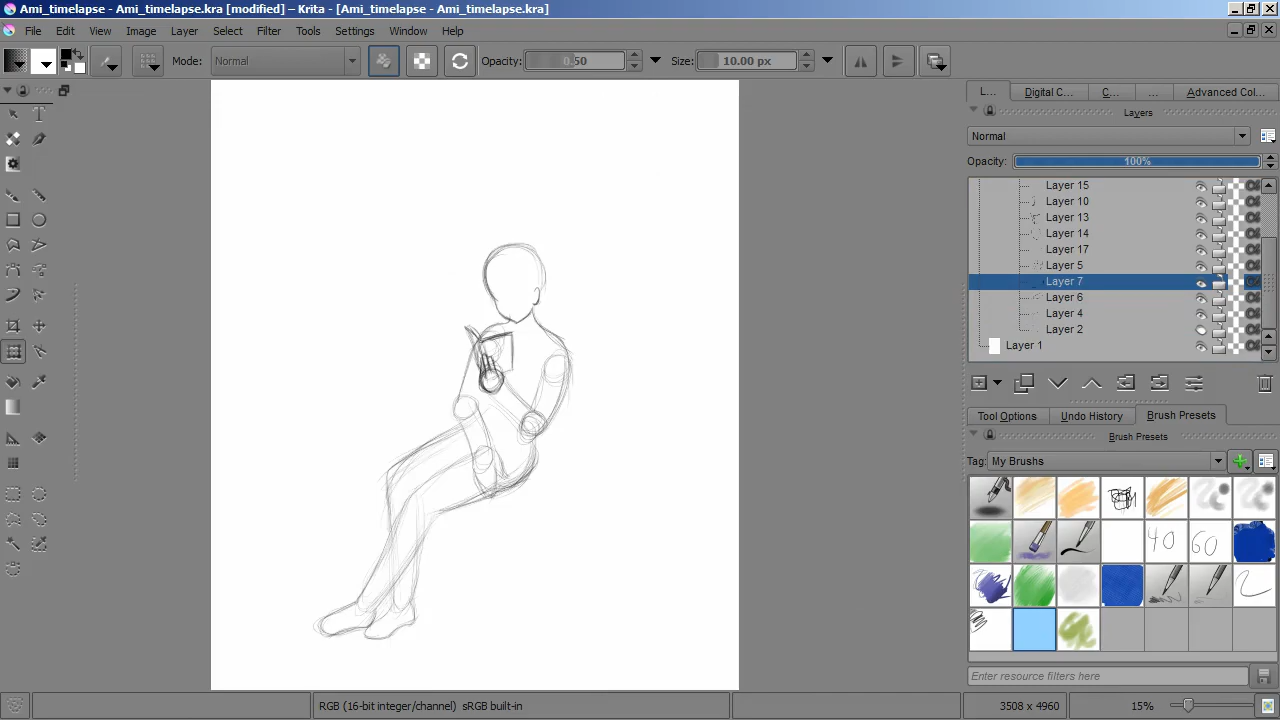 Ami_timelapse - Ami_timelapse.kra [modified] – Krita - [Ami_timelapse - Ami_timelapse.kra]
File Edit View Image Layer Select Filter Tools Settings Window Help
Mode: Normal Opacity: 0.50 Size: 10.00 px
L... Digital C... C... ... Advanced Col...
Layers
Normal
Opacity: 100%
Layer 15
Layer 10
Layer 13
Layer 14
Layer 17
Layer 5
Layer 7
Layer 6
Layer 4
Layer 2
Layer 1
Tool Options Undo History Brush Presets
Brush Presets
Tag: My Brushs
40 60
Enter resource filters here
RGB (16-bit integer/channel) sRGB built-in 3508 x 4960 15%